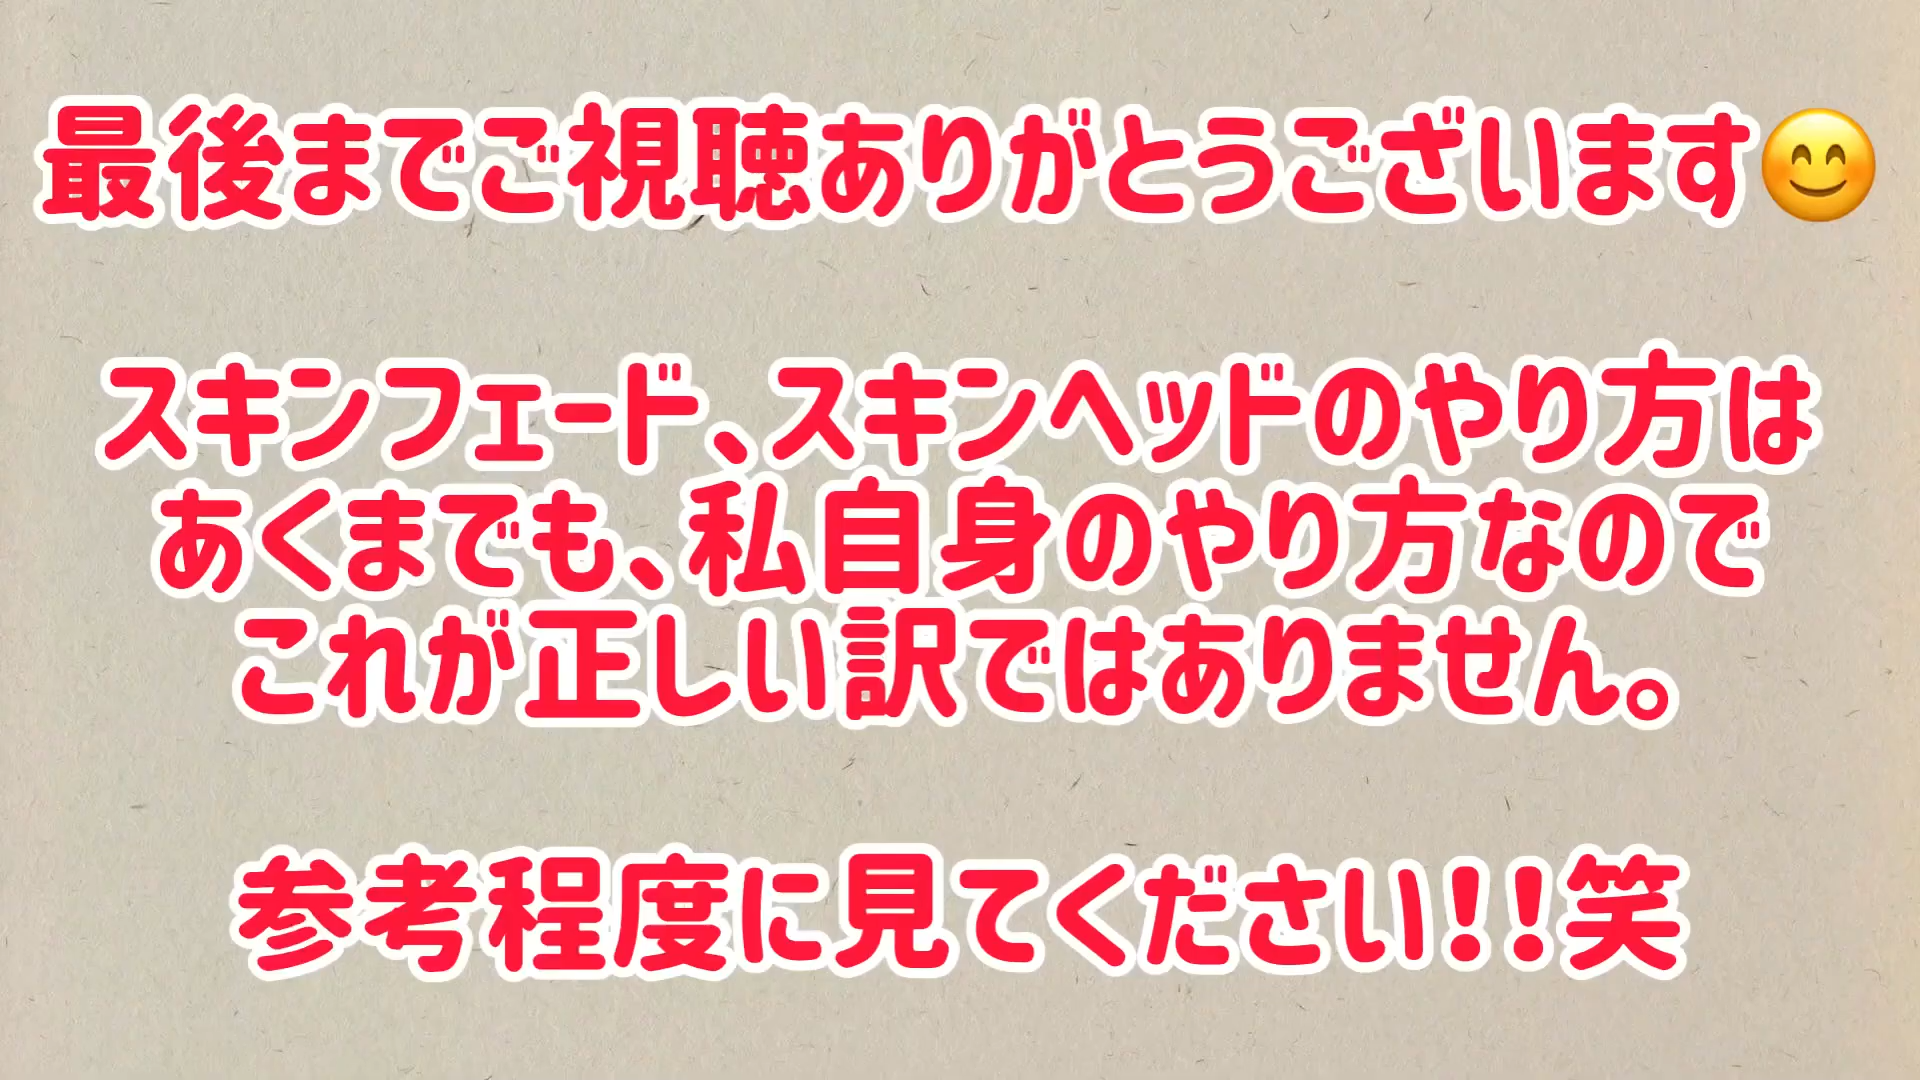 最後までご視聴ありがとうございます😊
スキンフェード、スキンヘッドのやり方は
あくまでも、私自身のやり方なので
これが正しい訳ではありません。
参考程度に見てください!!笑